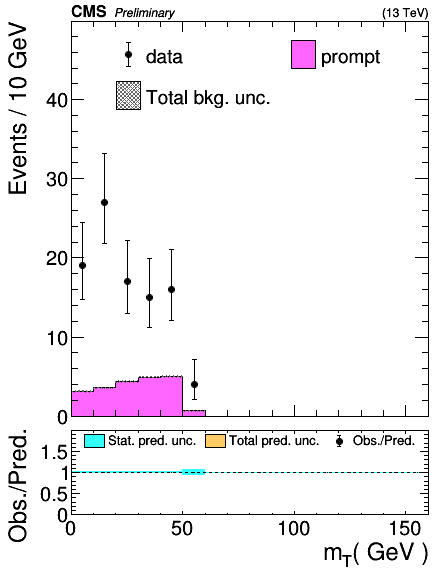 CMS Preliminary (13 TeV)
data prompt
Total bkg. unc.
Events / 10 GeV
40
30
20
10
0
Stat. pred. unc. Total pred. unc. Obs./Pred.
Obs./Pred.
1.5
1
0.5
0
0 50 100 150
m_T( GeV )